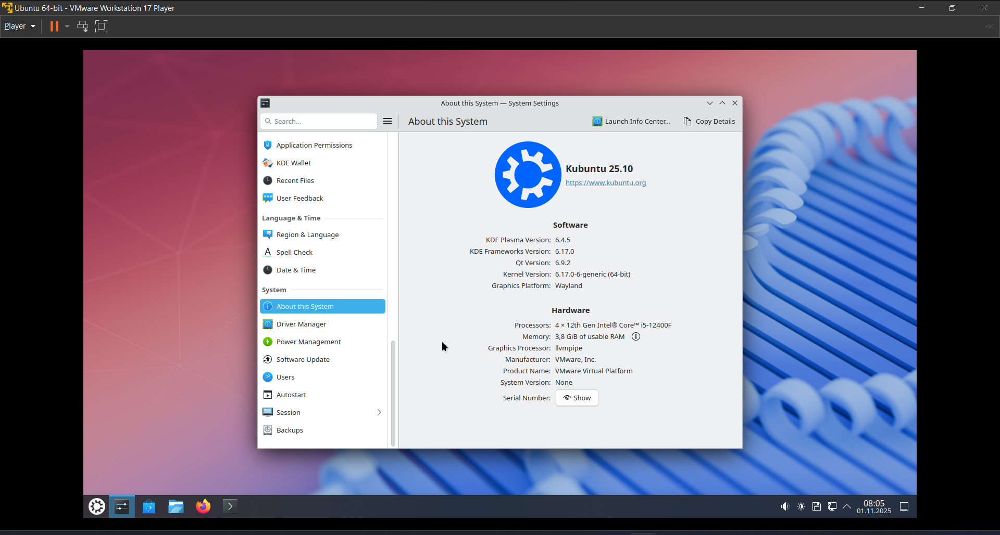 Ubuntu 64-bit - VMware Workstation 17 Player
Player
About this System — System Settings
Search...
About this System
Launch Info Center...
Copy Details
Application Permissions
KDE Wallet
Recent Files
User Feedback
Language & Time
Region & Language
Spell Check
Date & Time
System
About this System
Driver Manager
Power Management
Software Update
Users
Autostart
Session
Backups
Kubuntu 25.10
https://www.kubuntu.org
Software
KDE Plasma Version: 6.4.5
KDE Frameworks Version: 6.17.0
Qt Version: 6.9.2
Kernel Version: 6.17.0-6-generic (64-bit)
Graphics Platform: Wayland
Hardware
Processors: 4 × 12th Gen Intel® Core™ i5-12400F
Memory: 3,8 GiB of usable RAM
Graphics Processor: llvmpipe
Manufacturer: VMware, Inc.
Product Name: VMware Virtual Platform
System Version: None
Serial Number: Show
08:05
01.11.2025